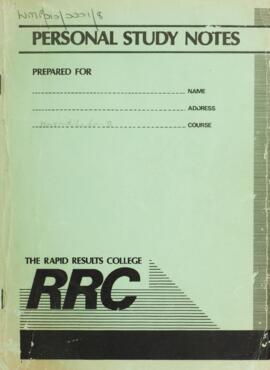 PERSONAL STUDY NOTES
PREPARED FOR
NAME
ADDRESS
COURSE
THE RAPID RESULTS COLLEGE
RRC